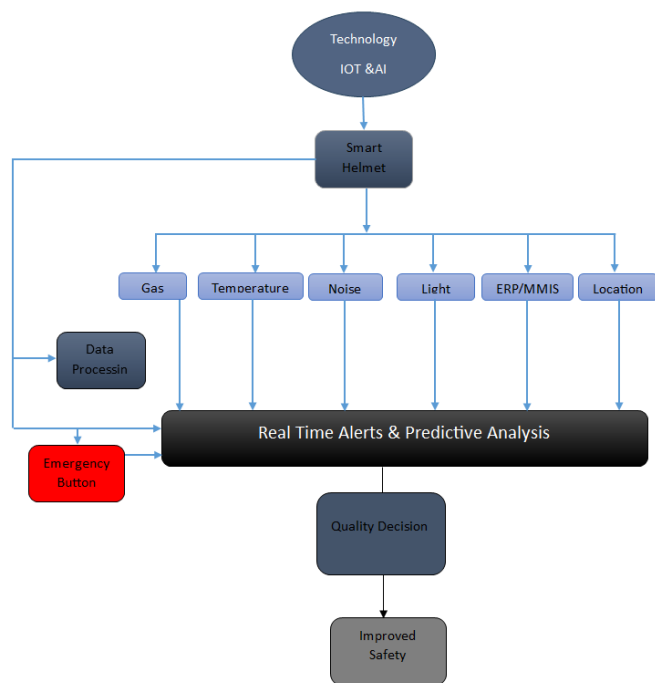 Technology
IOT &AI
Smart
Helmet
Gas
Temperature
Noise
Light
ERP/MMIS
Location
Data
Processin
Real Time Alerts & Predictive Analysis
Emergency
Button
Quality Decision
Improved
Safety